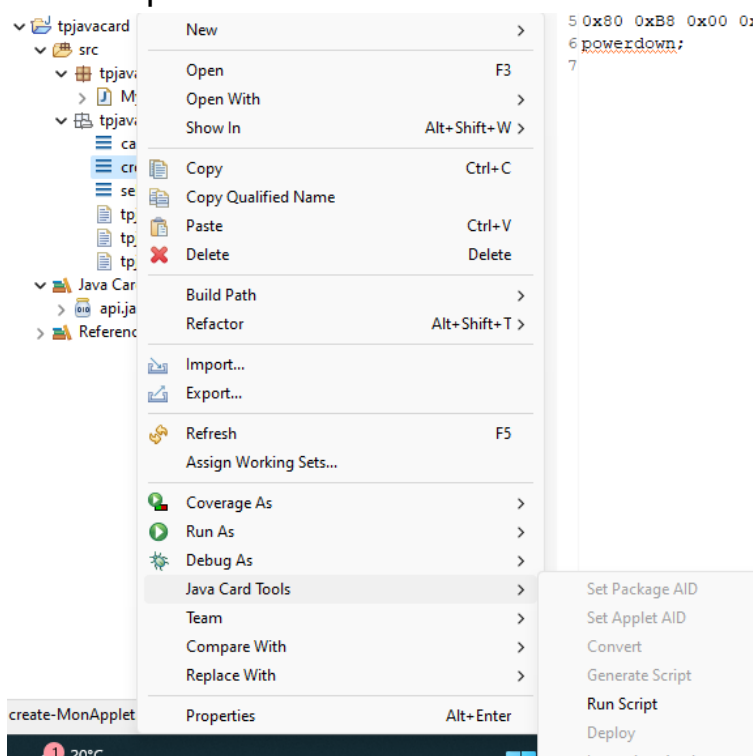 tpjavacard
src
tpjava
M
tpjava
ca
cre
se
tp
tp
tp
Java Car
api.ja
Referenc
create-MonApplet
1
20°C
New
Open F3
Open With
Show In Alt+Shift+W
Copy Ctrl+C
Copy Qualified Name
Paste Ctrl+V
Delete Delete
Build Path
Refactor Alt+Shift+T
Import...
Export...
Refresh F5
Assign Working Sets...
Coverage As
Run As
Debug As
Java Card Tools
Team
Compare With
Replace With
Properties Alt+Enter
Set Package AID
Set Applet AID
Convert
Generate Script
Run Script
Deploy
5 0x80 0xB8 0x00 0x
6 powerdown;
7